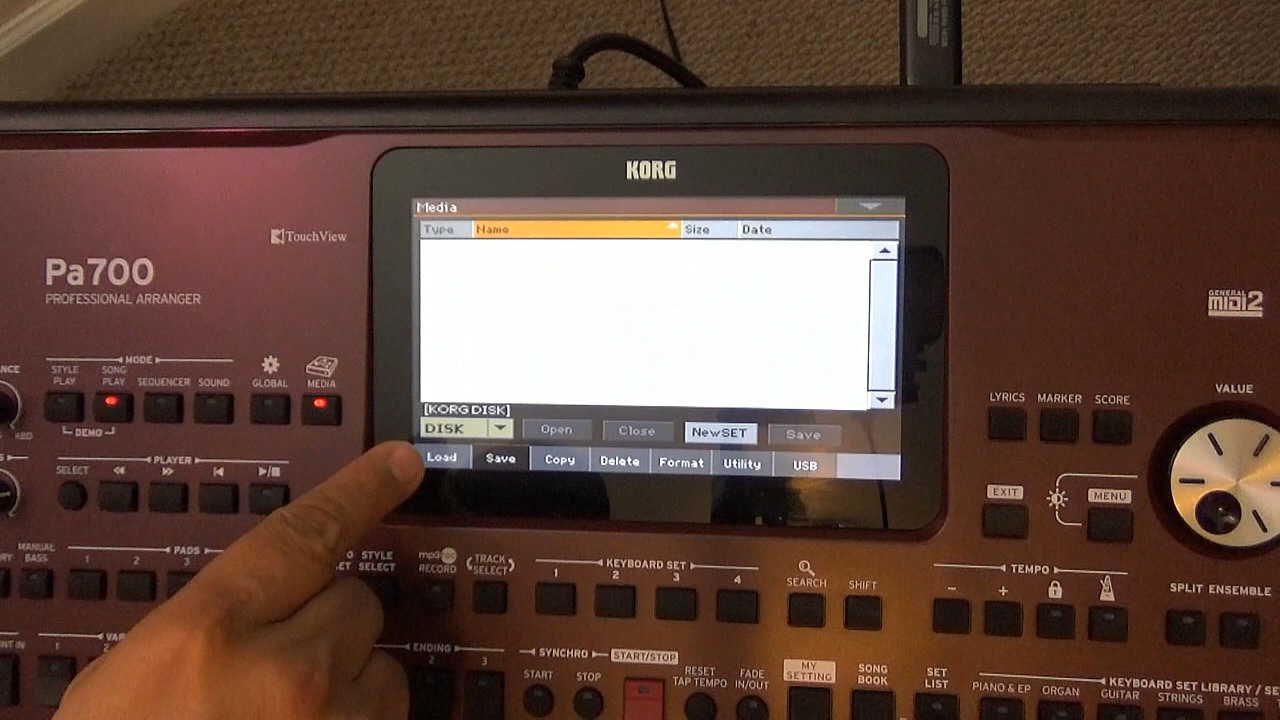 KORG
Media
Type Name Size Date
TouchView
Pa700
PROFESSIONAL ARRANGER
GENERAL
MIDI2
MODE
STYLE PLAY
SONG PLAY
SEQUENCER
SOUND
GLOBAL
MEDIA
DEMO
[KORG DISK]
DISK Open Close NewSET Save
Load Save Copy Delete Format Utility USB
LYRICS MARKER SCORE
VALUE
PLAYER
SELECT
EXIT
MENU
MANUAL BASS
PADS
1 2 3
STYLE SELECT
mp3 RECORD
TRACK SELECT
KEYBOARD SET
1 2 3 4
SEARCH
SHIFT
TEMPO
- +
SPLIT ENSEMBLE
1
ENDING
2 3
SYNCHRO
START STOP
START/STOP
RESET
TAP TEMPO
FADE
IN/OUT
MY
SETTING
SONG
BOOK
SET
LIST
KEYBOARD SET LIBRARY
PIANO & EP ORGAN GUITAR STRINGS BRASS